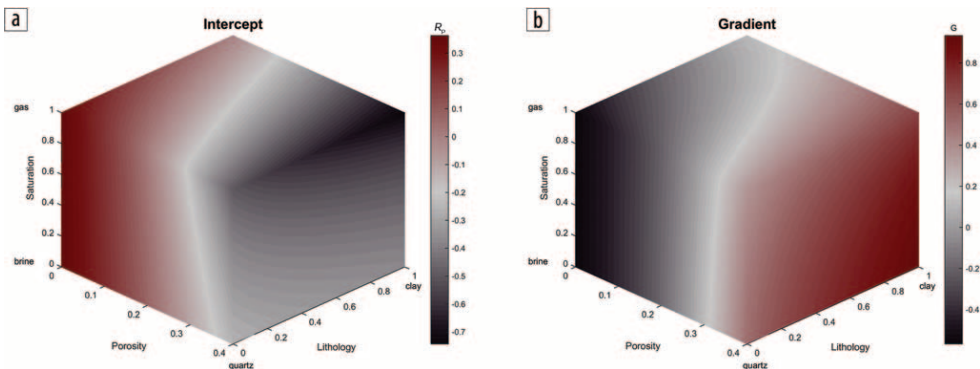 a
Intercept
Rp
gas
1
0.8
0.6
0.4
0.2
0
brine
Saturation
0
0.1
0.2
0.3
0.4
Porosity
0
0.2
0.4
0.6
0.8
1
quartz
clay
Lithology
0.3
0.2
0.1
0
-0.1
-0.2
-0.3
-0.4
-0.5
-0.6
-0.7
b
Gradient
G
gas
1
0.8
0.6
0.4
0.2
0
brine
Saturation
0
0.1
0.2
0.3
0.4
Porosity
0
0.2
0.4
0.6
0.8
1
quartz
clay
Lithology
0.8
0.6
0.4
0.2
0
-0.2
-0.4